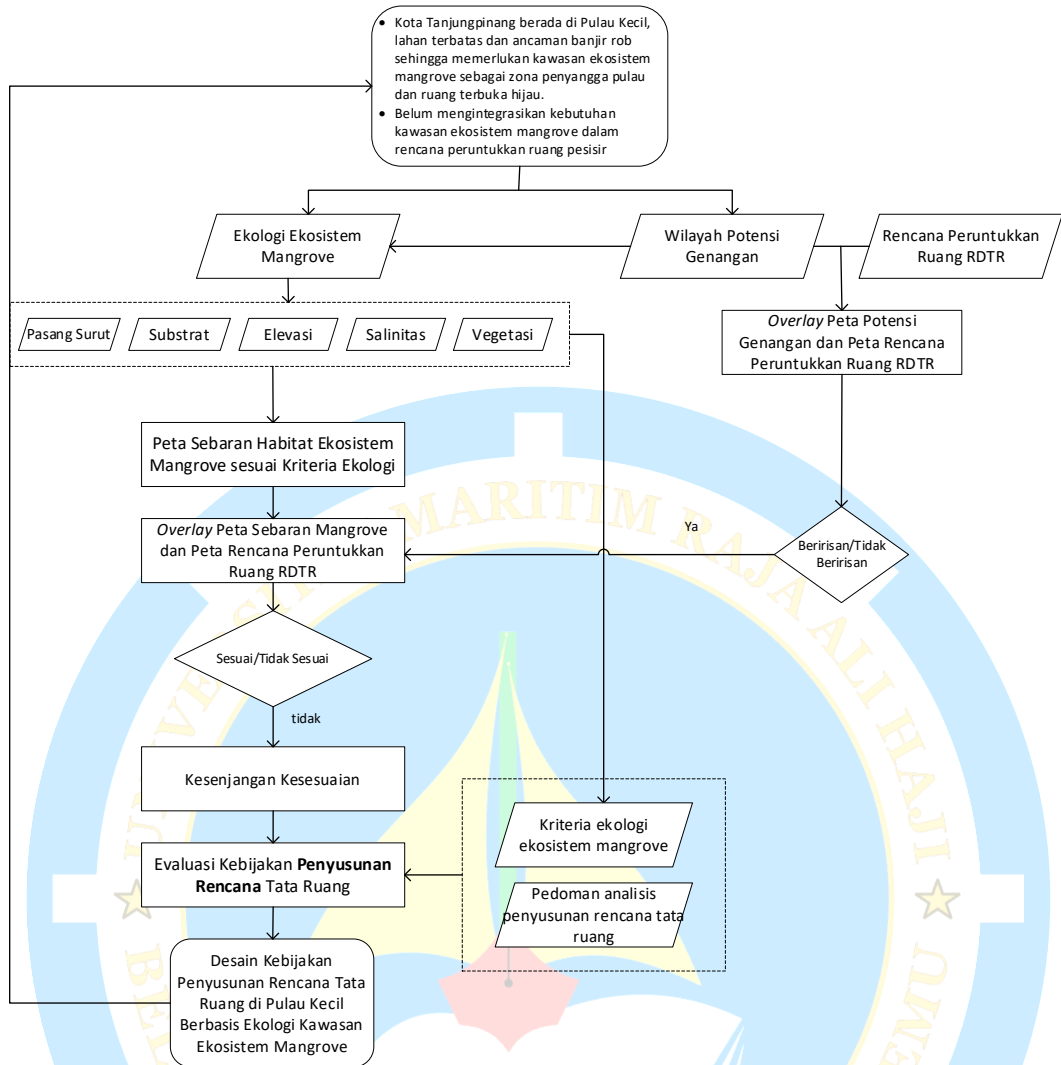 • Kota Tanjungpinang berada di Pulau Kecil,
lahan terbatas dan ancaman banjir rob
sehingga memerlukan kawasan ekosistem
mangrove sebagai zona penyangga pulau
dan ruang terbuka hijau.
• Belum mengintegrasikan kebutuhan
kawasan ekosistem mangrove dalam
rencana peruntukkan ruang pesisir
Ekologi Ekosistem
Mangrove
Wilayah Potensi
Genangan
Rencana Peruntukkan
Ruang RDTR
Pasang Surut
Substrat
Elevasi
Salinitas
Vegetasi
Overlay Peta Potensi
Genangan dan Peta Rencana
Peruntukkan Ruang RDTR
Peta Sebaran Habitat Ekosistem
Mangrove sesuai Kriteria Ekologi
Overlay Peta Sebaran Mangrove
dan Peta Rencana Peruntukkan
Ruang RDTR
Ya
Beririsan/Tidak
Beririsan
Sesuai/Tidak Sesuai
tidak
Kesenjangan Kesesuaian
Kriteria ekologi
ekosistem mangrove
Evaluasi Kebijakan Penyusunan
Rencana Tata Ruang
Pedoman analisis
penyusunan rencana tata
ruang
Desain Kebijakan
Penyusunan Rencana Tata
Ruang di Pulau Kecil
Berbasis Ekologi Kawasan
Ekosistem Mangrove
MARITIM RAJA ALI HAJI